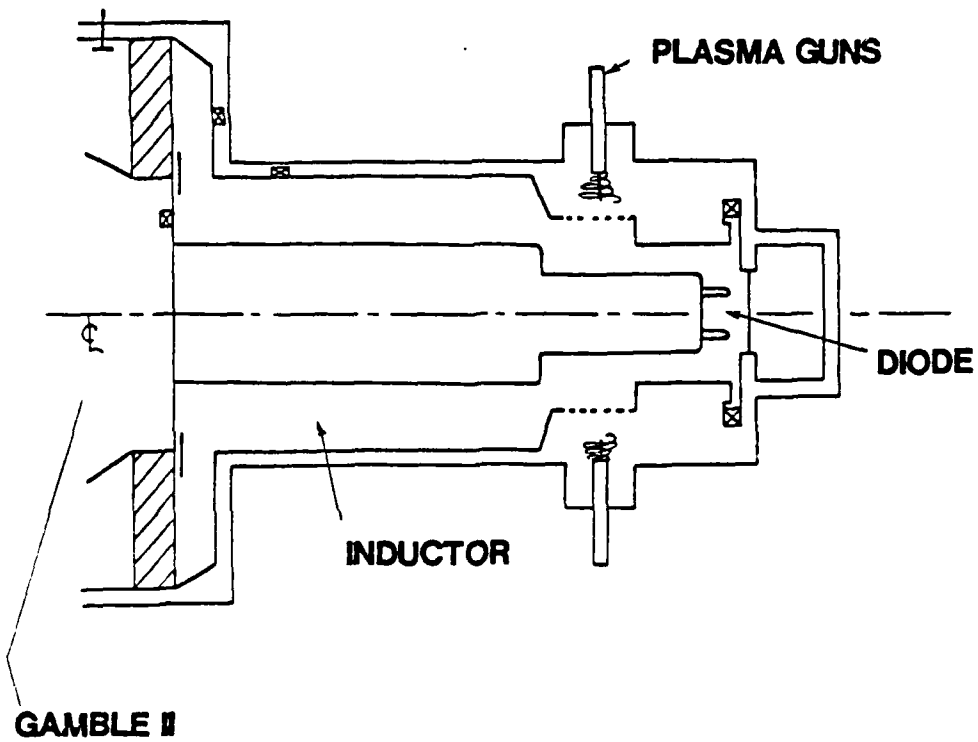 PLASMA GUNS
℄
DIODE
INDUCTOR
GAMBLE II